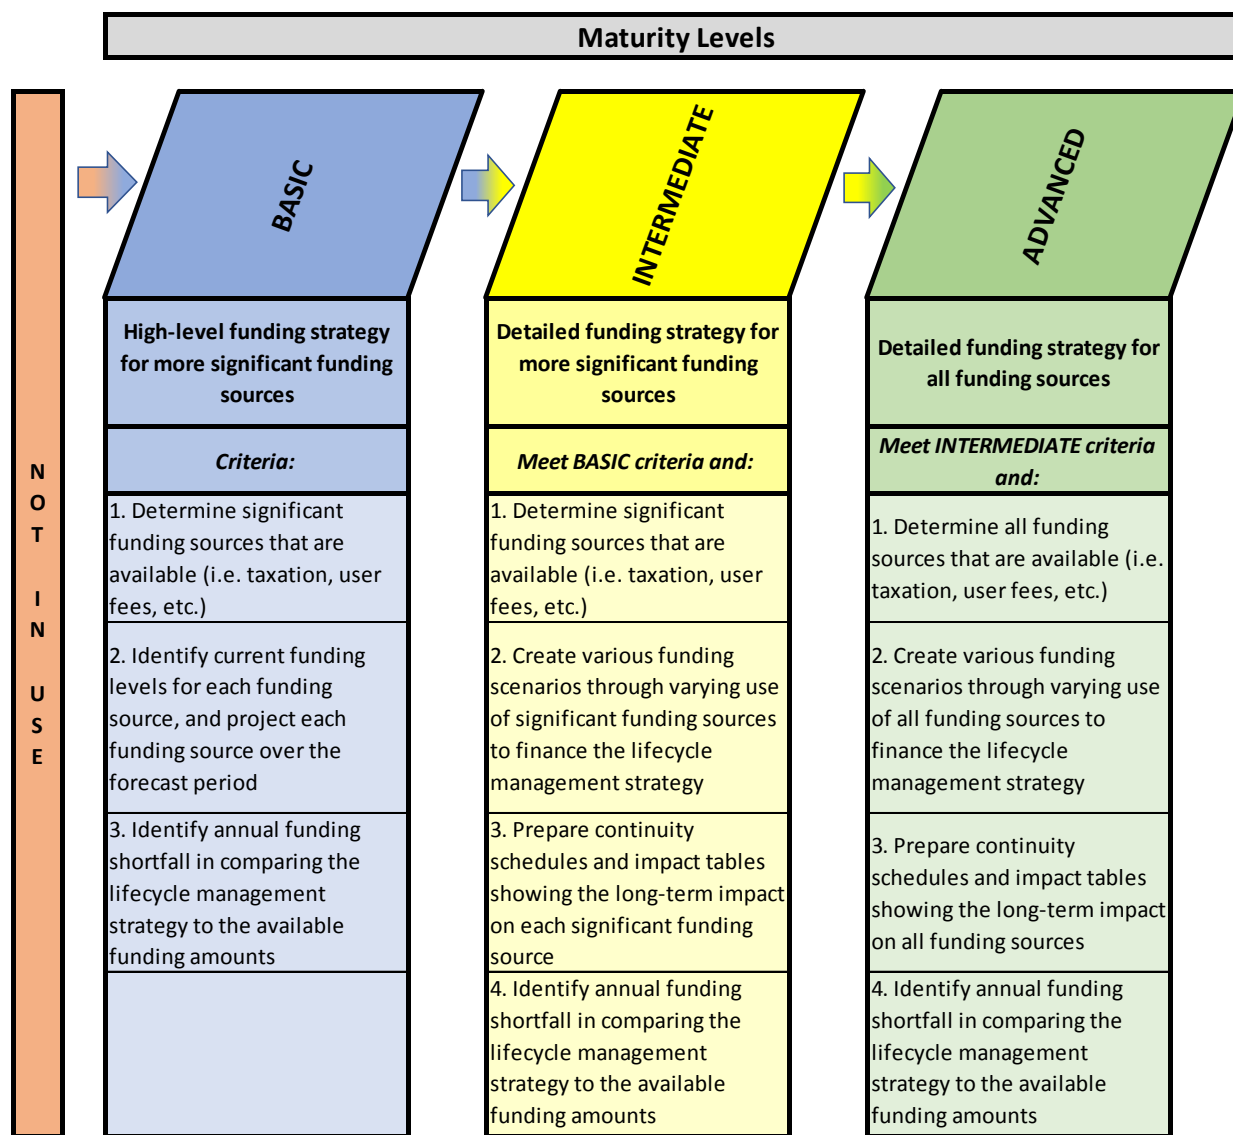 Maturity Levels
NOT IN USE
BASIC
High-level funding strategy
for more significant funding
sources
Criteria:
1. Determine significant
funding sources that are
available (i.e. taxation, user
fees, etc.)
2. Identify current funding
levels for each funding
source, and project each
funding source over the
forecast period
3. Identify annual funding
shortfall in comparing the
lifecycle management
strategy to the available
funding amounts
INTERMEDIATE
Detailed funding strategy for
more significant funding
sources
Meet BASIC criteria and:
1. Determine significant
funding sources that are
available (i.e. taxation, user
fees, etc.)
2. Create various funding
scenarios through varying use
of significant funding sources
to finance the lifecycle
management strategy
3. Prepare continuity
schedules and impact tables
showing the long-term impact
on each significant funding
source
4. Identify annual funding
shortfall in comparing the
lifecycle management
strategy to the available
funding amounts
ADVANCED
Detailed funding strategy for
all funding sources
Meet INTERMEDIATE criteria
and:
1. Determine all funding
sources that are available (i.e.
taxation, user fees, etc.)
2. Create various funding
scenarios through varying use
of all funding sources to
finance the lifecycle
management strategy
3. Prepare continuity
schedules and impact tables
showing the long-term impact
on all funding sources
4. Identify annual funding
shortfall in comparing the
lifecycle management
strategy to the available
funding amounts